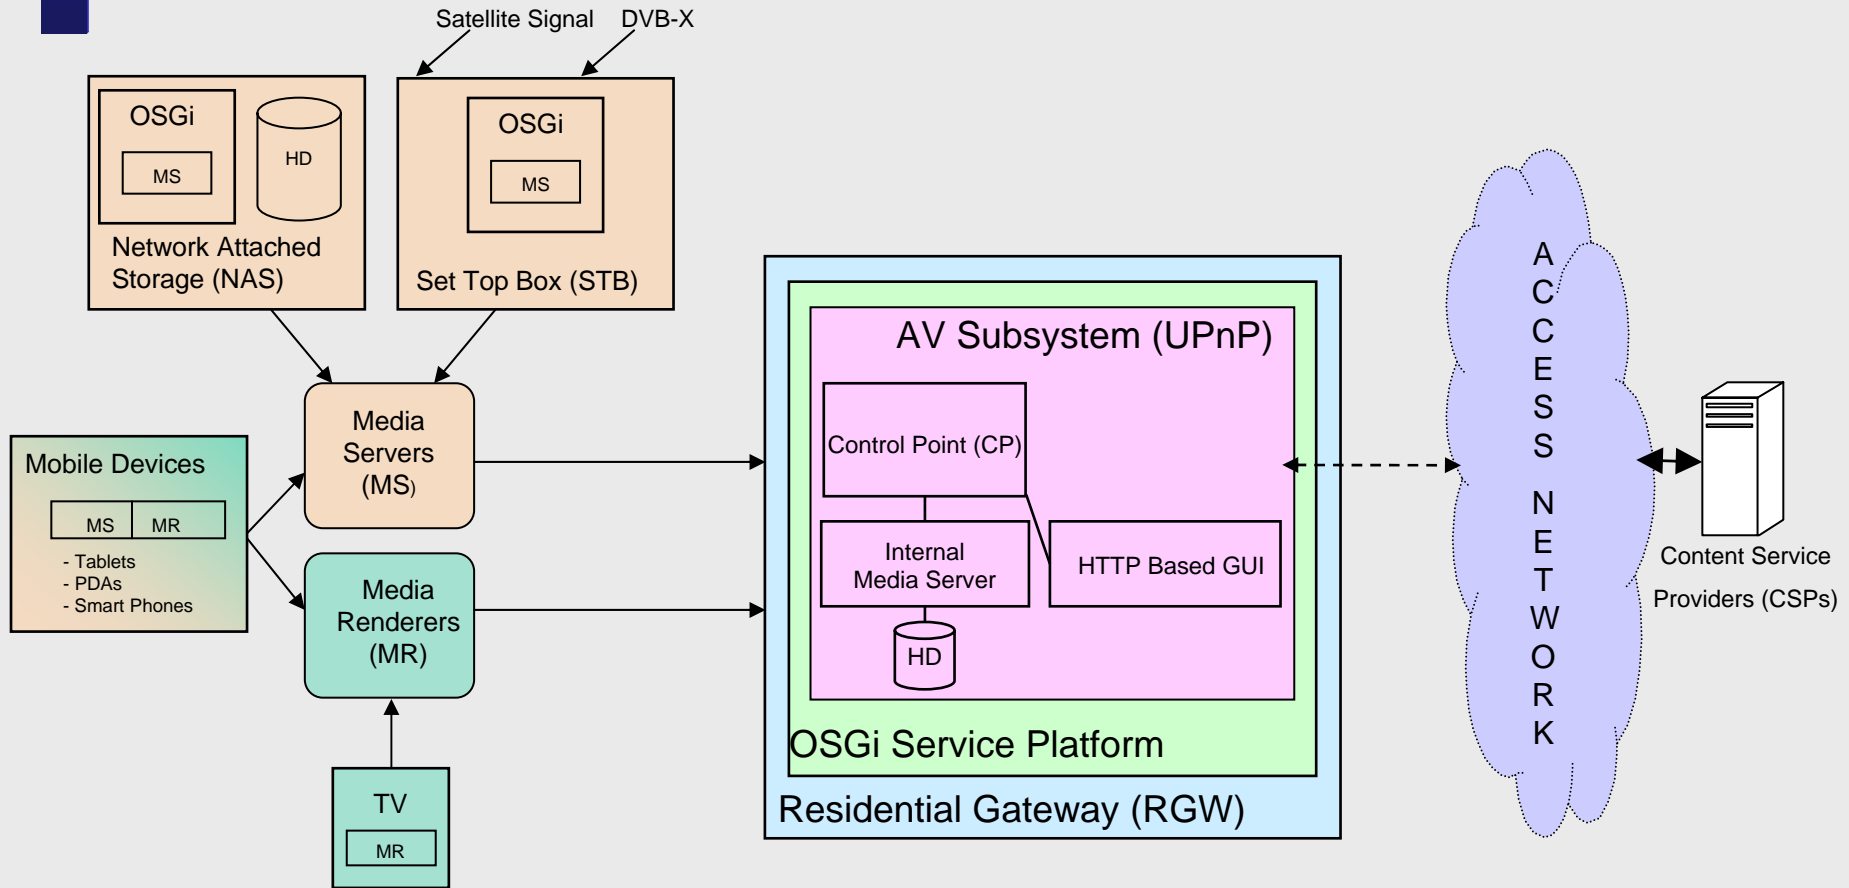 Satellite Signal
DVB-X
OSGi
MS
HD
Network Attached
Storage (NAS)
OSGi
MS
Set Top Box (STB)
Media
Servers
(MS)
Mobile Devices
MS
MR
- Tablets
- PDAs
- Smart Phones
Media
Renderers
(MR)
TV
MR
AV Subsystem (UPnP)
Control Point (CP)
Internal
Media Server
HTTP Based GUI
HD
OSGi Service Platform
Residential Gateway (RGW)
ACCESS NETWORK
Content Service
Providers (CSPs)